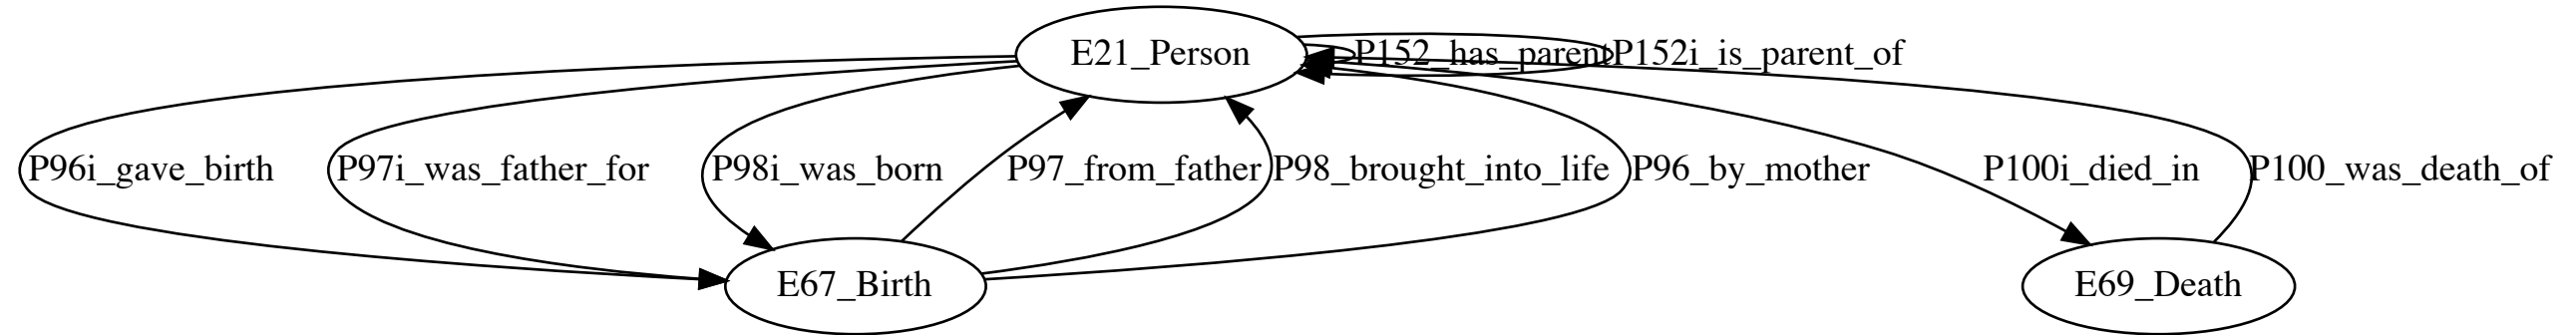 E21_Person
P152_has_parent
P152i_is_parent_of
P96i_gave_birth
P97i_was_father_for
P98i_was_born
P97_from_father
P98_brought_into_life
P96_by_mother
P100i_died_in
P100_was_death_of
E67_Birth
E69_Death